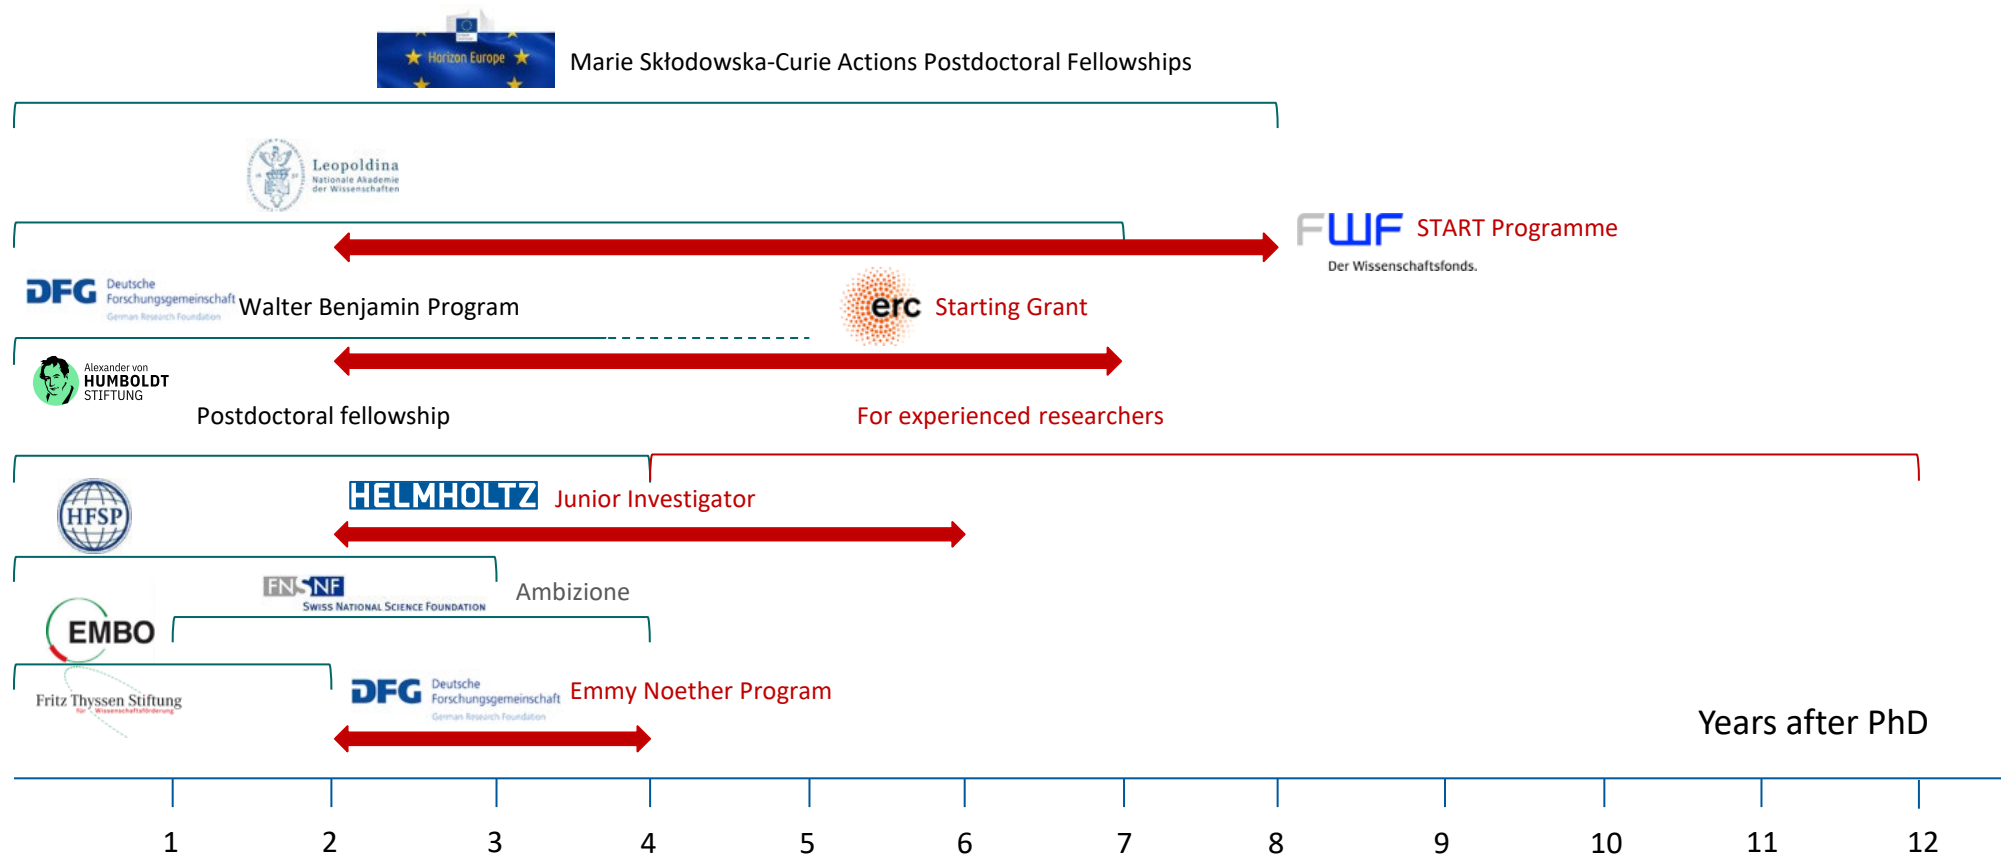 Horizon Europe
Marie Skłodowska-Curie Actions Postdoctoral Fellowships
Leopoldina
Nationale Akademie
der Wissenschaften
FWF START Programme
Der Wissenschaftsfonds.
DFG Deutsche
Forschungsgemeinschaft
German Research Foundation
Walter Benjamin Program
erc Starting Grant
Alexander von
HUMBOLDT
STIFTUNG
Postdoctoral fellowship
For experienced researchers
HFSP
HELMHOLTZ Junior Investigator
FNSNF
SWISS NATIONAL SCIENCE FOUNDATION
Ambizione
EMBO
Fritz Thyssen Stiftung
für Wissenschaftsförderung
DFG Deutsche
Forschungsgemeinschaft
German Research Foundation
Emmy Noether Program
Years after PhD
1 2 3 4 5 6 7 8 9 10 11 12